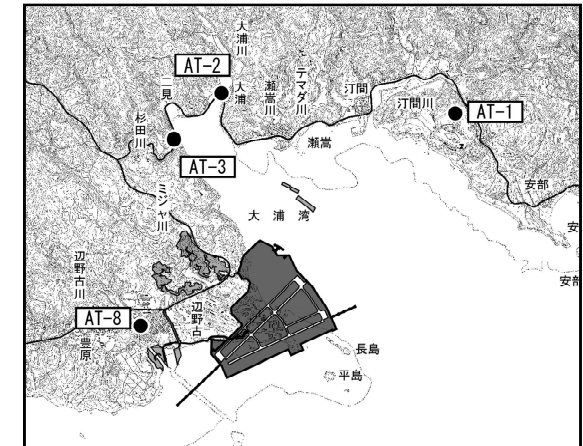 大浦川
AT-2
二見
大浦
瀬嵩川
テマダ川
汀間
汀間川
AT-1
杉田川
AT-3
瀬嵩
安部
ミジャ川
大浦湾
安部
辺野古川
AT-8
辺野古
豊原
長島
平島